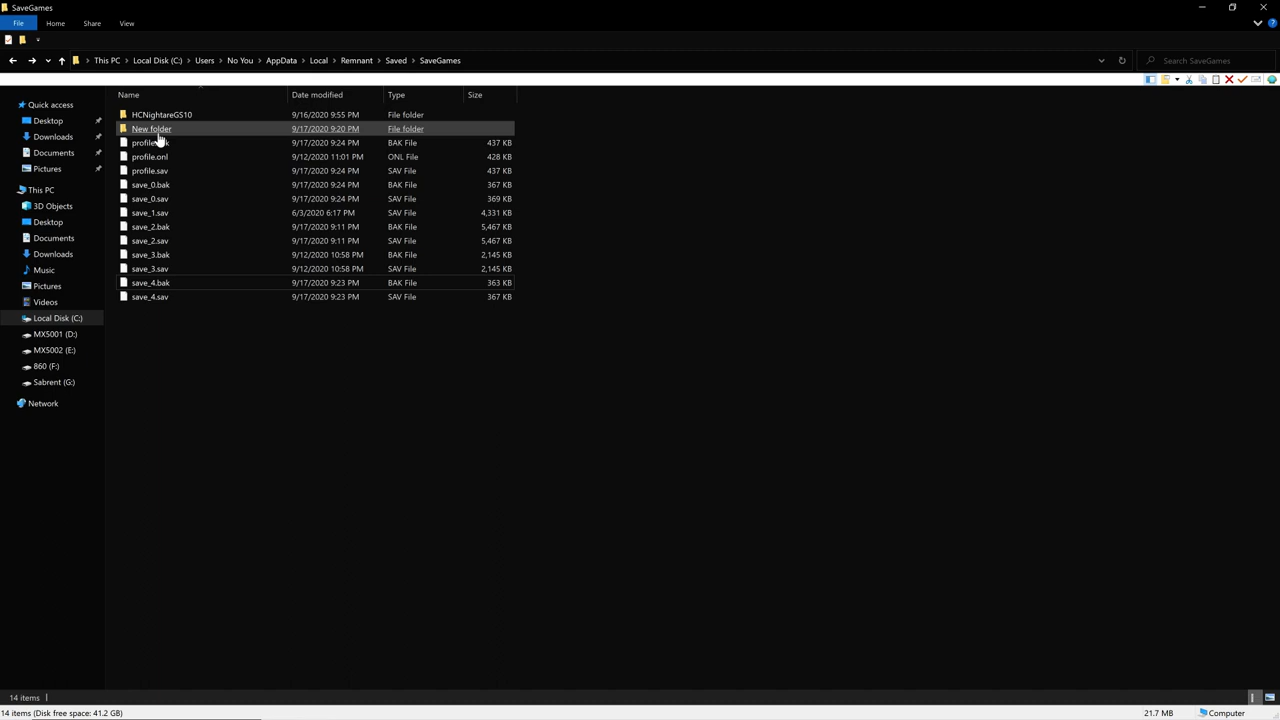 SaveGames
File Home Share View
This PC Local Disk (C:) Users No You AppData Local Remnant Saved SaveGames
Search SaveGames
Quick access
Desktop
Downloads
Documents
Pictures
This PC
3D Objects
Desktop
Documents
Downloads
Music
Pictures
Videos
Local Disk (C:)
MX5001 (D:)
MX5002 (E:)
860 (F:)
Sabrent (G:)
Network
Name Date modified Type Size
HCNightareGS10 9/16/2020 9:55 PM File folder
New folder 9/17/2020 9:20 PM File folder
9/17/2020 9:24 PM BAK File 437 KB
profile.onl 9/12/2020 11:01 PM ONL File 428 KB
profile.sav 9/17/2020 9:24 PM SAV File 437 KB
save_0.bak 9/17/2020 9:24 PM BAK File 367 KB
save_0.sav 9/17/2020 9:24 PM SAV File 369 KB
save_1.sav 6/3/2020 6:17 PM SAV File 4,331 KB
save_2.bak 9/17/2020 9:11 PM BAK File 5,467 KB
save_2.sav 9/17/2020 9:11 PM SAV File 5,467 KB
save_3.bak 9/12/2020 10:58 PM BAK File 2,145 KB
save_3.sav 9/12/2020 10:58 PM SAV File 2,145 KB
save_4.bak 9/17/2020 9:23 PM BAK File 363 KB
save_4.sav 9/17/2020 9:23 PM SAV File 367 KB
14 items
14 items (Disk free space: 41.2 GB) 21.7 MB Computer